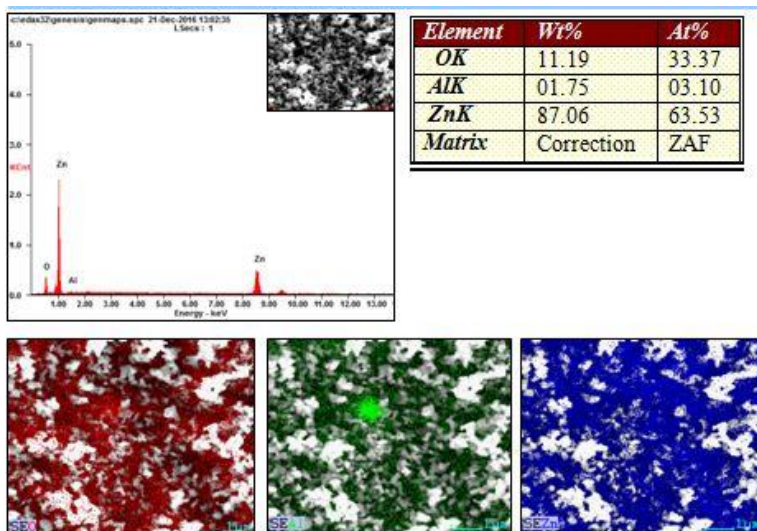 c:\edax32\genesis\genmaps.spc 21-Dec-2016 13:02:35
LSecs : 1
5.0
4.0
3.0
KCnt
2.0
1.0
0.0
Zn
O
Al
Zn
1.00 2.00 3.00 4.00 5.00 6.00 7.00 8.00 9.00 10.00 11.00 12.00 13.00
Energy - keV
Element Wt% At%
OK 11.19 33.37
AlK 01.75 03.10
ZnK 87.06 63.53
Matrix Correction ZAF
SEO
SEAl
SEZn